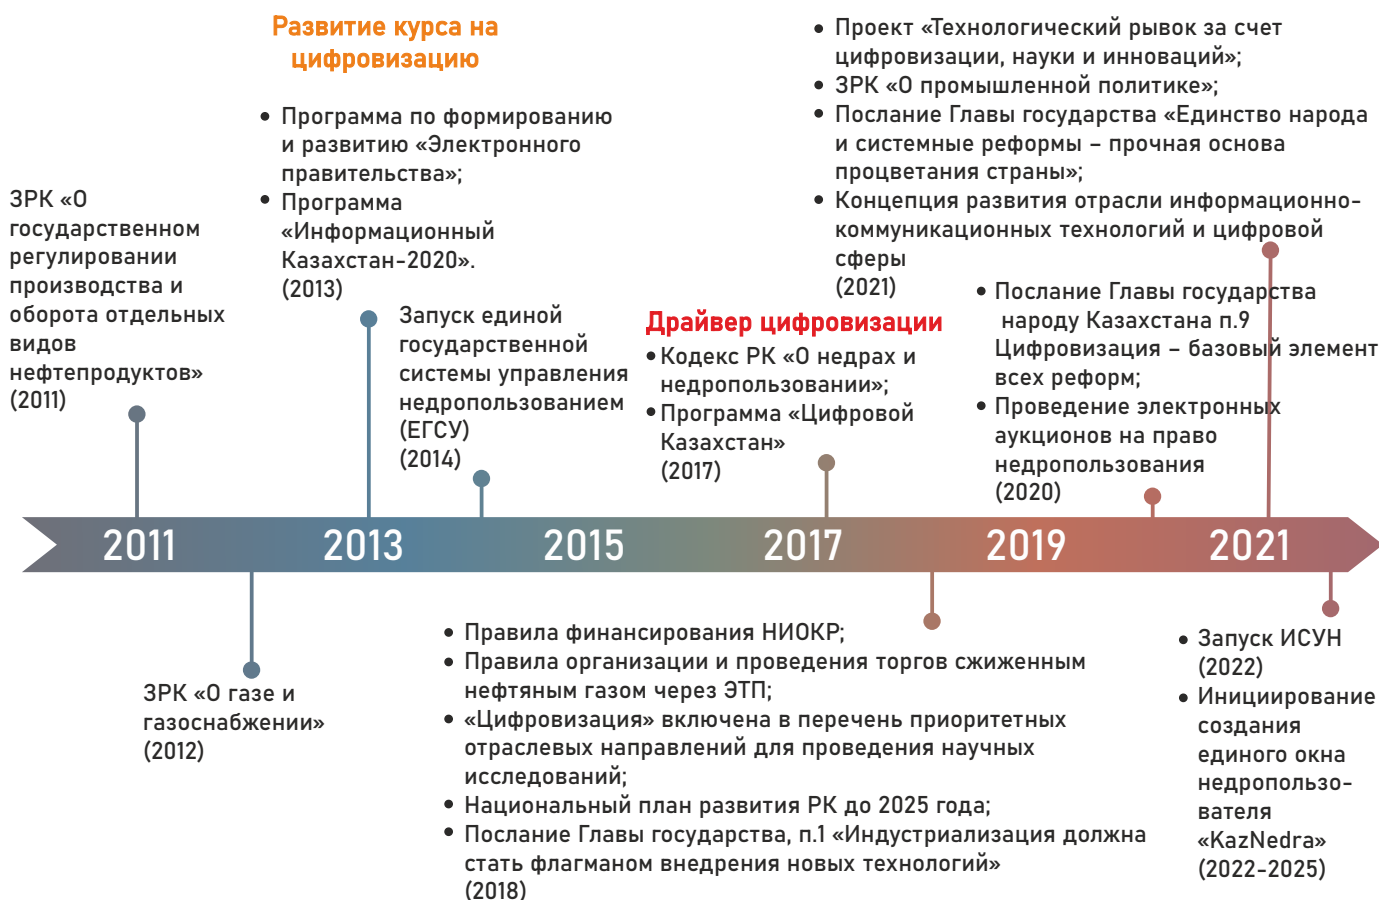 Развитие курса на
цифровизацию
• Программа по формированию
и развитию «Электронного
правительства»;
• Программа
«Информационный
Казахстан-2020».
(2013)
• Проект «Технологический рывок за счет
цифровизации, науки и инноваций»;
• ЗРК «О промышленной политике»;
• Послание Главы государства «Единство народа
и системные реформы – прочная основа
процветания страны»;
• Концепция развития отрасли информационно-
коммуникационных технологий и цифровой
сферы
(2021)
ЗРК «О
государственном
регулировании
производства и
оборота отдельных
видов
нефтепродуктов»
(2011)
Запуск единой
государственной
системы управления
недропользованием
(ЕГСУ)
(2014)
Драйвер цифровизации
• Кодекс РК «О недрах и
недропользовании»;
• Программа «Цифровой
Казахстан»
(2017)
• Послание Главы государства
народу Казахстана п.9
Цифровизация – базовый элемент
всех реформ;
• Проведение электронных
аукционов на право
недропользования
(2020)
2011 2013 2015 2017 2019 2021
ЗРК «О газе и
газоснабжении»
(2012)
• Правила финансирования НИОКР;
• Правила организации и проведения торгов сжиженным
нефтяным газом через ЭТП;
• «Цифровизация» включена в перечень приоритетных
отраслевых направлений для проведения научных
исследований;
• Национальный план развития РК до 2025 года;
• Послание Главы государства, п.1 «Индустриализация должна
стать флагманом внедрения новых технологий»
(2018)
• Запуск ИСУН
(2022)
• Инициирование
создания
единого окна
недропользо-
вателя
«KazNedra»
(2022-2025)